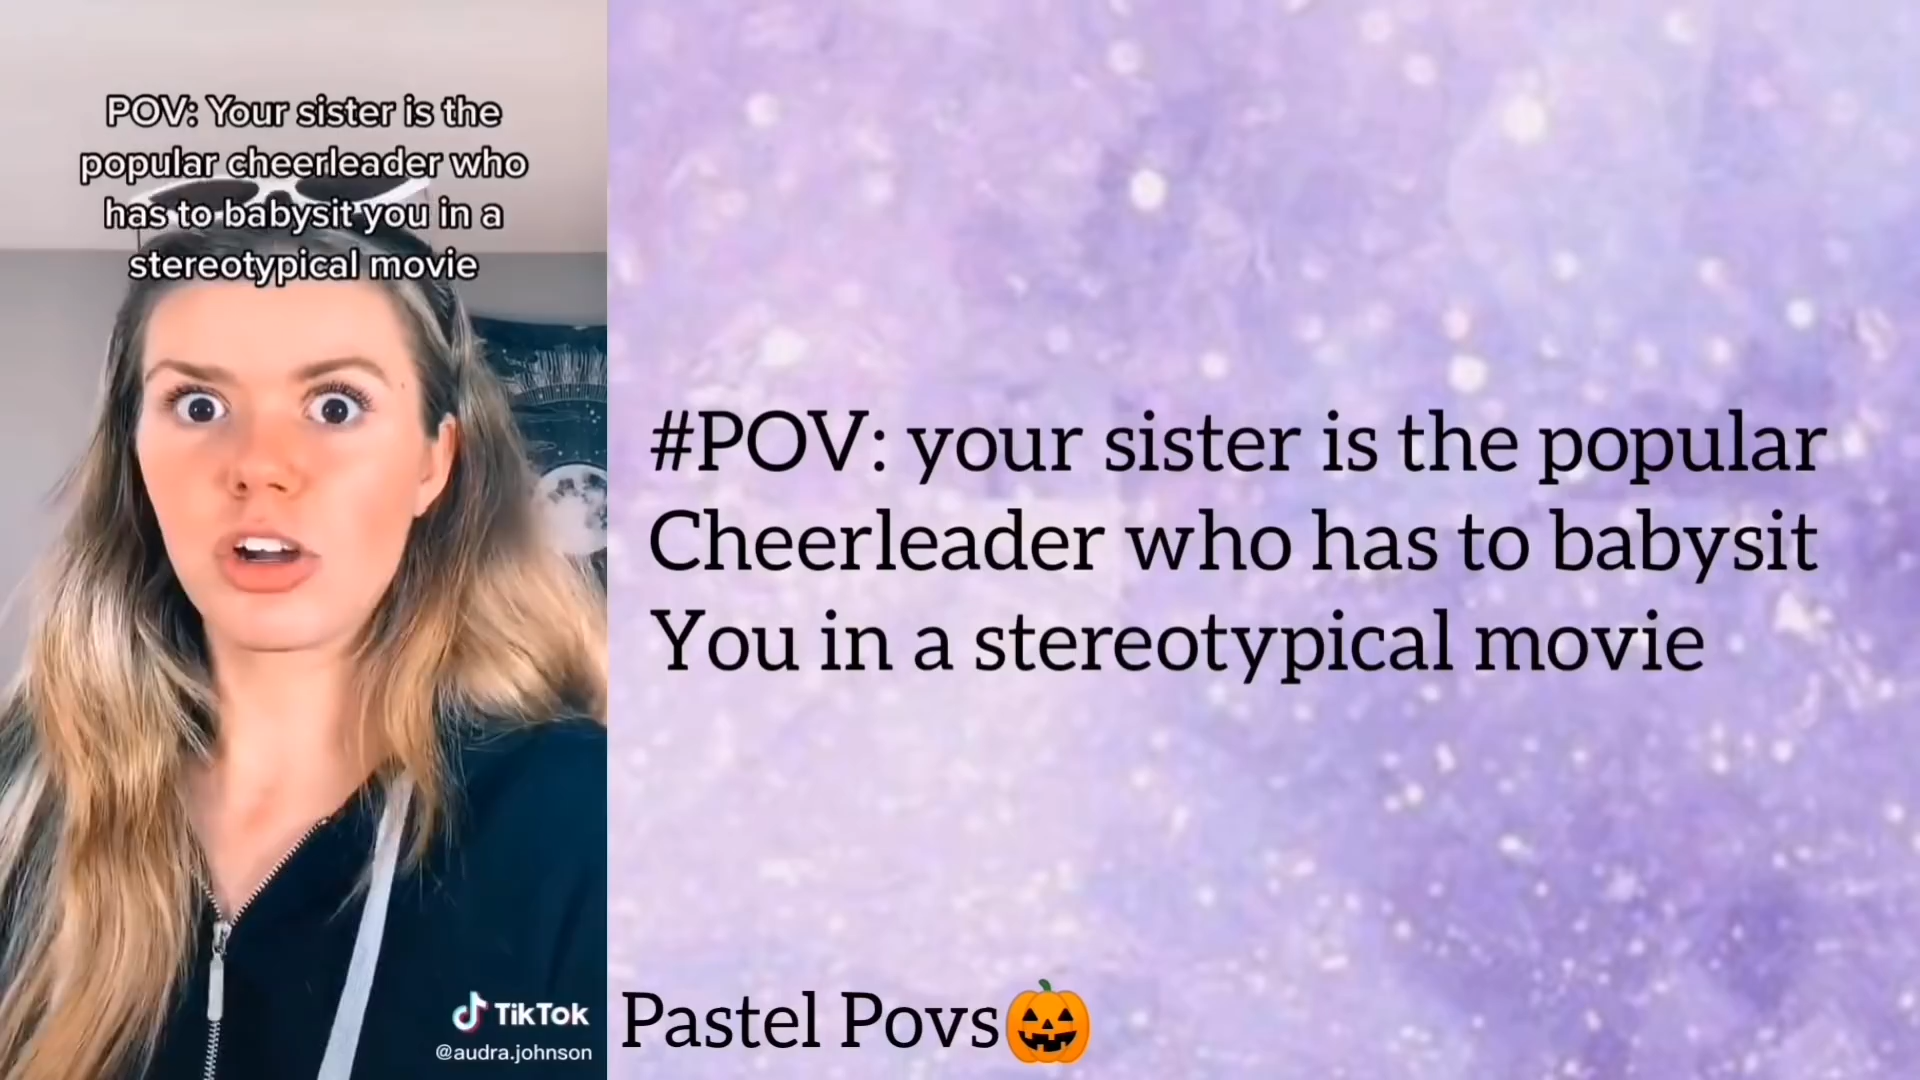 POV: Your sister is the
popular cheerleader who
has to babysit you in a
stereotypical movie
TikTok
@audra.johnson
#POV: your sister is the popular
Cheerleader who has to babysit
You in a stereotypical movie
Pastel Povs🎃